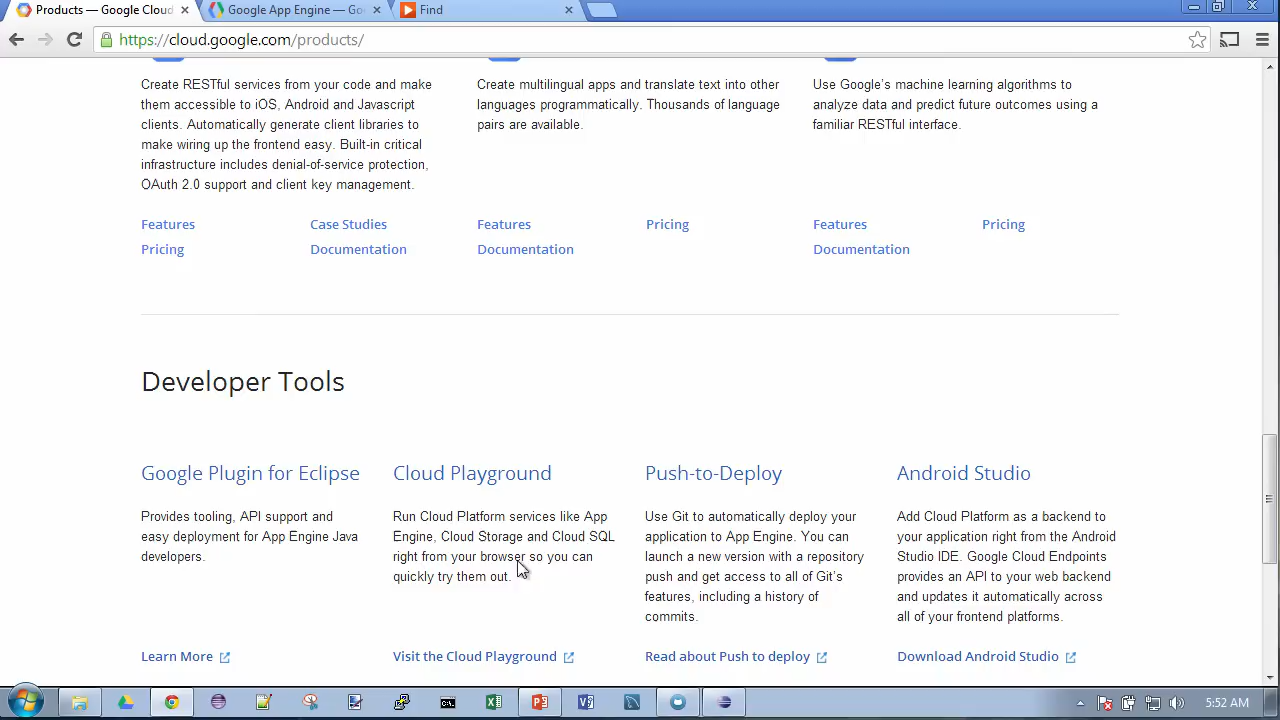 Products — Google Cloud
Google App Engine — Go
Find
https://cloud.google.com/products/
Create RESTful services from your code and make
them accessible to iOS, Android and Javascript
clients. Automatically generate client libraries to
make wiring up the frontend easy. Built-in critical
infrastructure includes denial-of-service protection,
OAuth 2.0 support and client key management.
Features
Case Studies
Pricing
Documentation
Create multilingual apps and translate text into other
languages programmatically. Thousands of language
pairs are available.
Features
Pricing
Documentation
Use Google's machine learning algorithms to
analyze data and predict future outcomes using a
familiar RESTful interface.
Features
Pricing
Documentation
Developer Tools
Google Plugin for Eclipse
Provides tooling, API support and
easy deployment for App Engine Java
developers.
Learn More
Cloud Playground
Run Cloud Platform services like App
Engine, Cloud Storage and Cloud SQL
right from your browser so you can
quickly try them out.
Visit the Cloud Playground
Push-to-Deploy
Use Git to automatically deploy your
application to App Engine. You can
launch a new version with a repository
push and get access to all of Git's
features, including a history of
commits.
Read about Push to deploy
Android Studio
Add Cloud Platform as a backend to
your application right from the Android
Studio IDE. Google Cloud Endpoints
provides an API to your web backend
and updates it automatically across
all of your frontend platforms.
Download Android Studio
5:52 AM